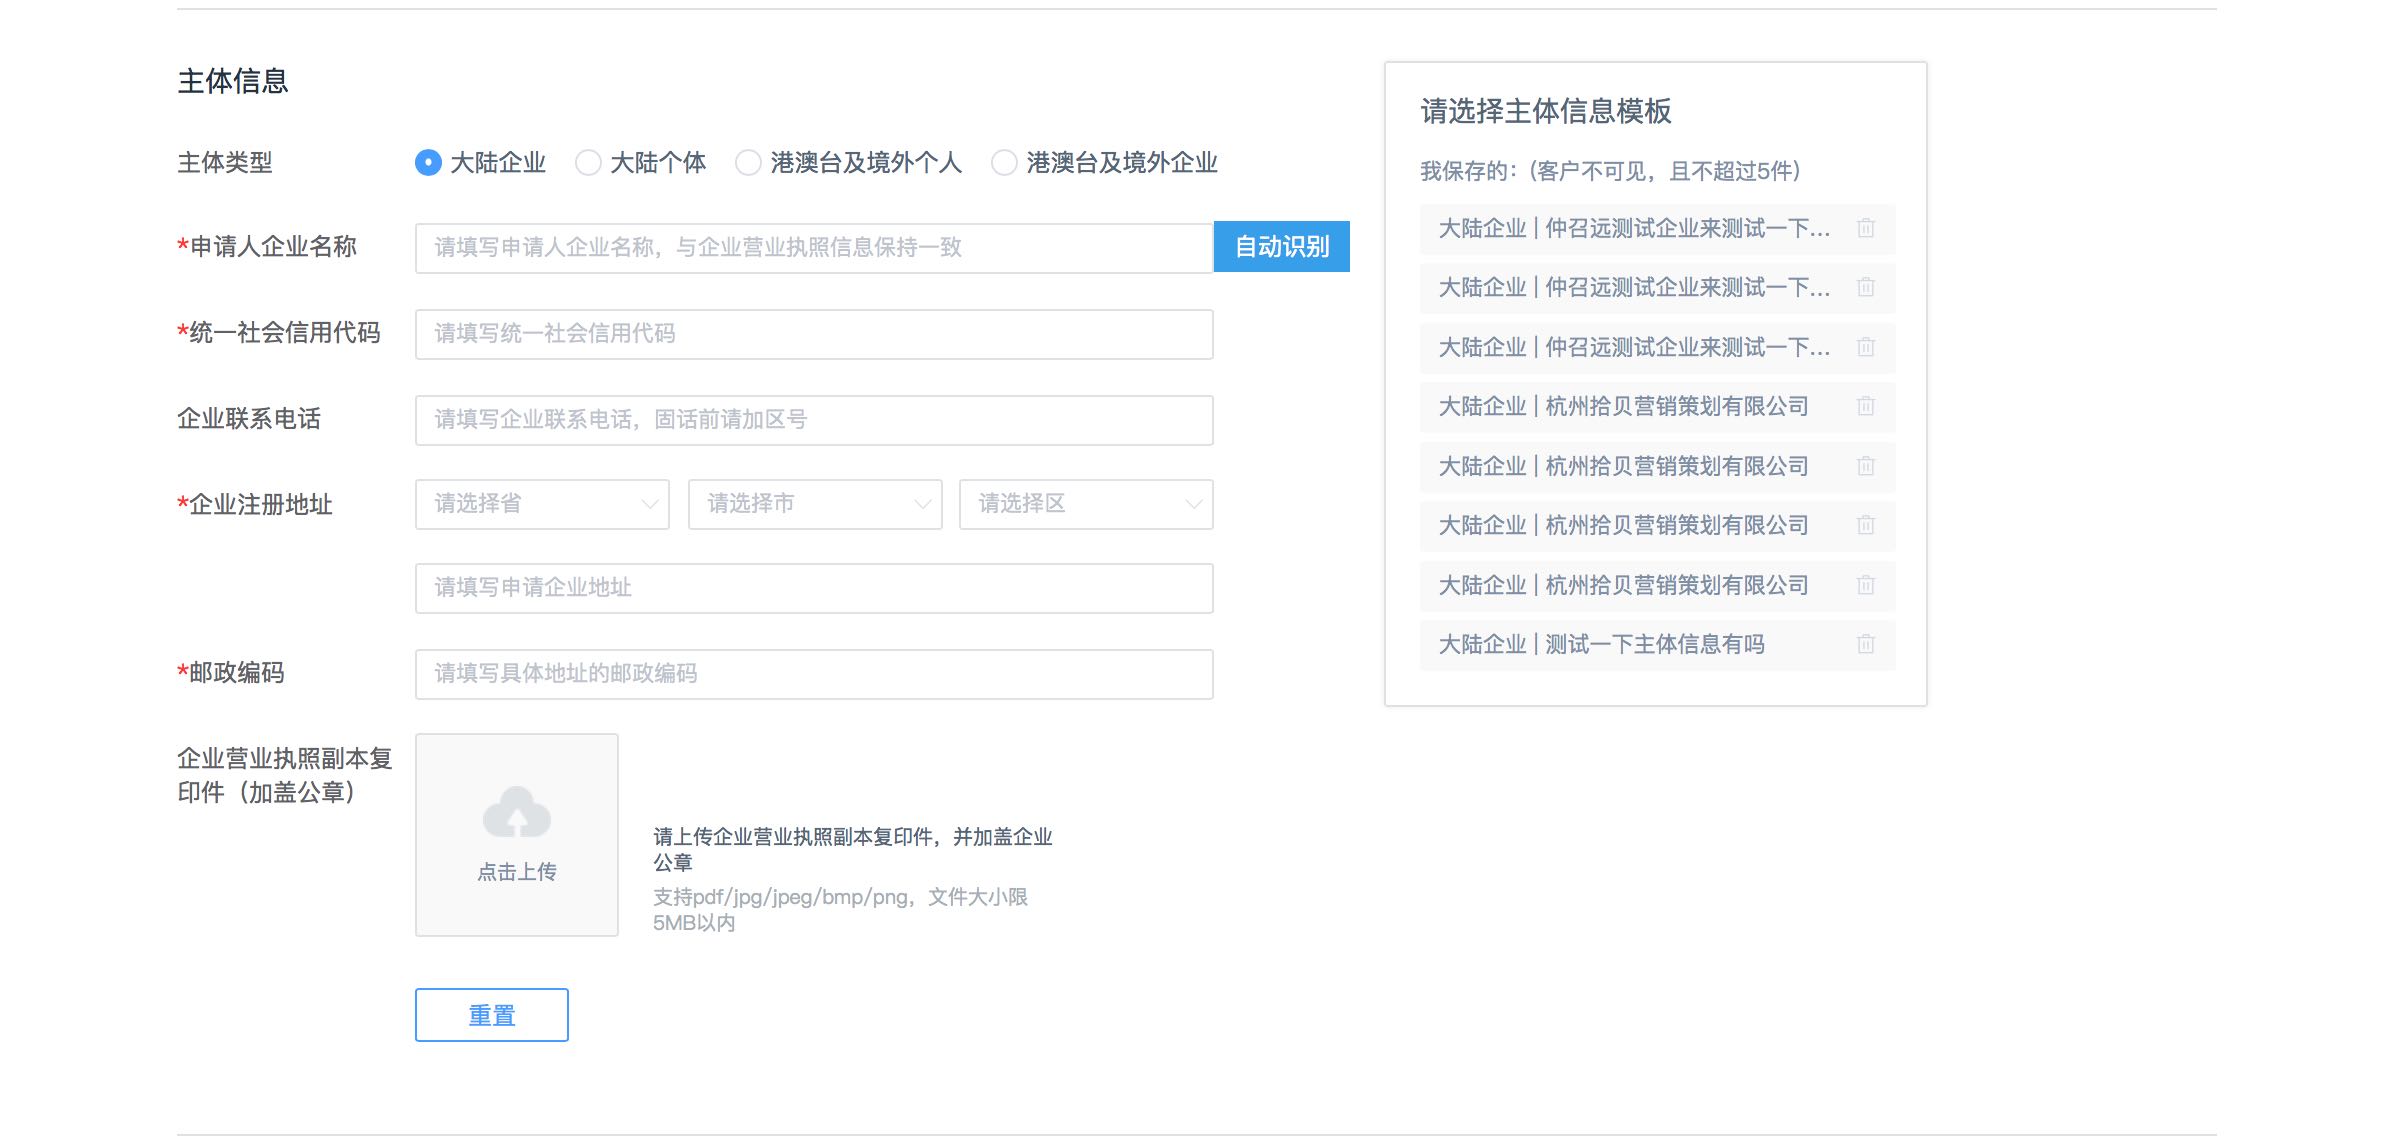 主体信息
主体类型
大陆企业
大陆个体
港澳台及境外个人
港澳台及境外企业
*申请人企业名称
请填写申请人企业名称，与企业营业执照信息保持一致
自动识别
*统一社会信用代码
请填写统一社会信用代码
企业联系电话
请填写企业联系电话，固话前请加区号
*企业注册地址
请选择省
请选择市
请选择区
请填写申请企业地址
*邮政编码
请填写具体地址的邮政编码
企业营业执照副本复
印件（加盖公章）
点击上传
请上传企业营业执照副本复印件，并加盖企业
公章
支持pdf/jpg/jpeg/bmp/png，文件大小限
5MB以内
重置
请选择主体信息模板
我保存的：(客户不可见，且不超过5件)
大陆企业 | 仲召远测试企业来测试一下...
大陆企业 | 仲召远测试企业来测试一下...
大陆企业 | 仲召远测试企业来测试一下...
大陆企业 | 杭州拾贝营销策划有限公司
大陆企业 | 杭州拾贝营销策划有限公司
大陆企业 | 杭州拾贝营销策划有限公司
大陆企业 | 杭州拾贝营销策划有限公司
大陆企业 | 测试一下主体信息有吗